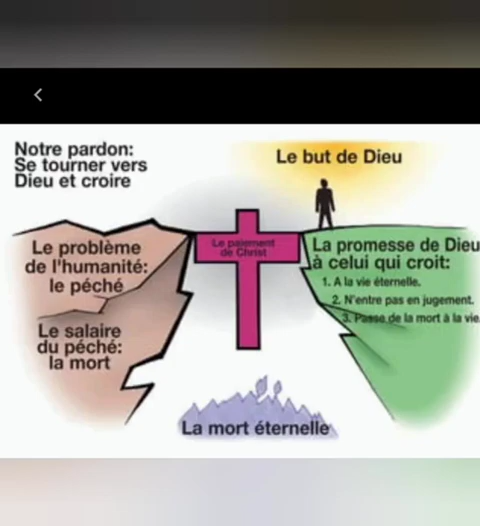 Notre pardon:
Se tourner vers
Dieu et croire
Le but de Dieu
Le problème
de l'humanité:
le péché
Le salaire
du péché:
la mort
Le paiement
de Christ
La promesse de Dieu
à celui qui croit:
1. A la vie éternelle.
2. N'entre pas en jugement.
3. Passe de la mort à la vie
La mort éternelle